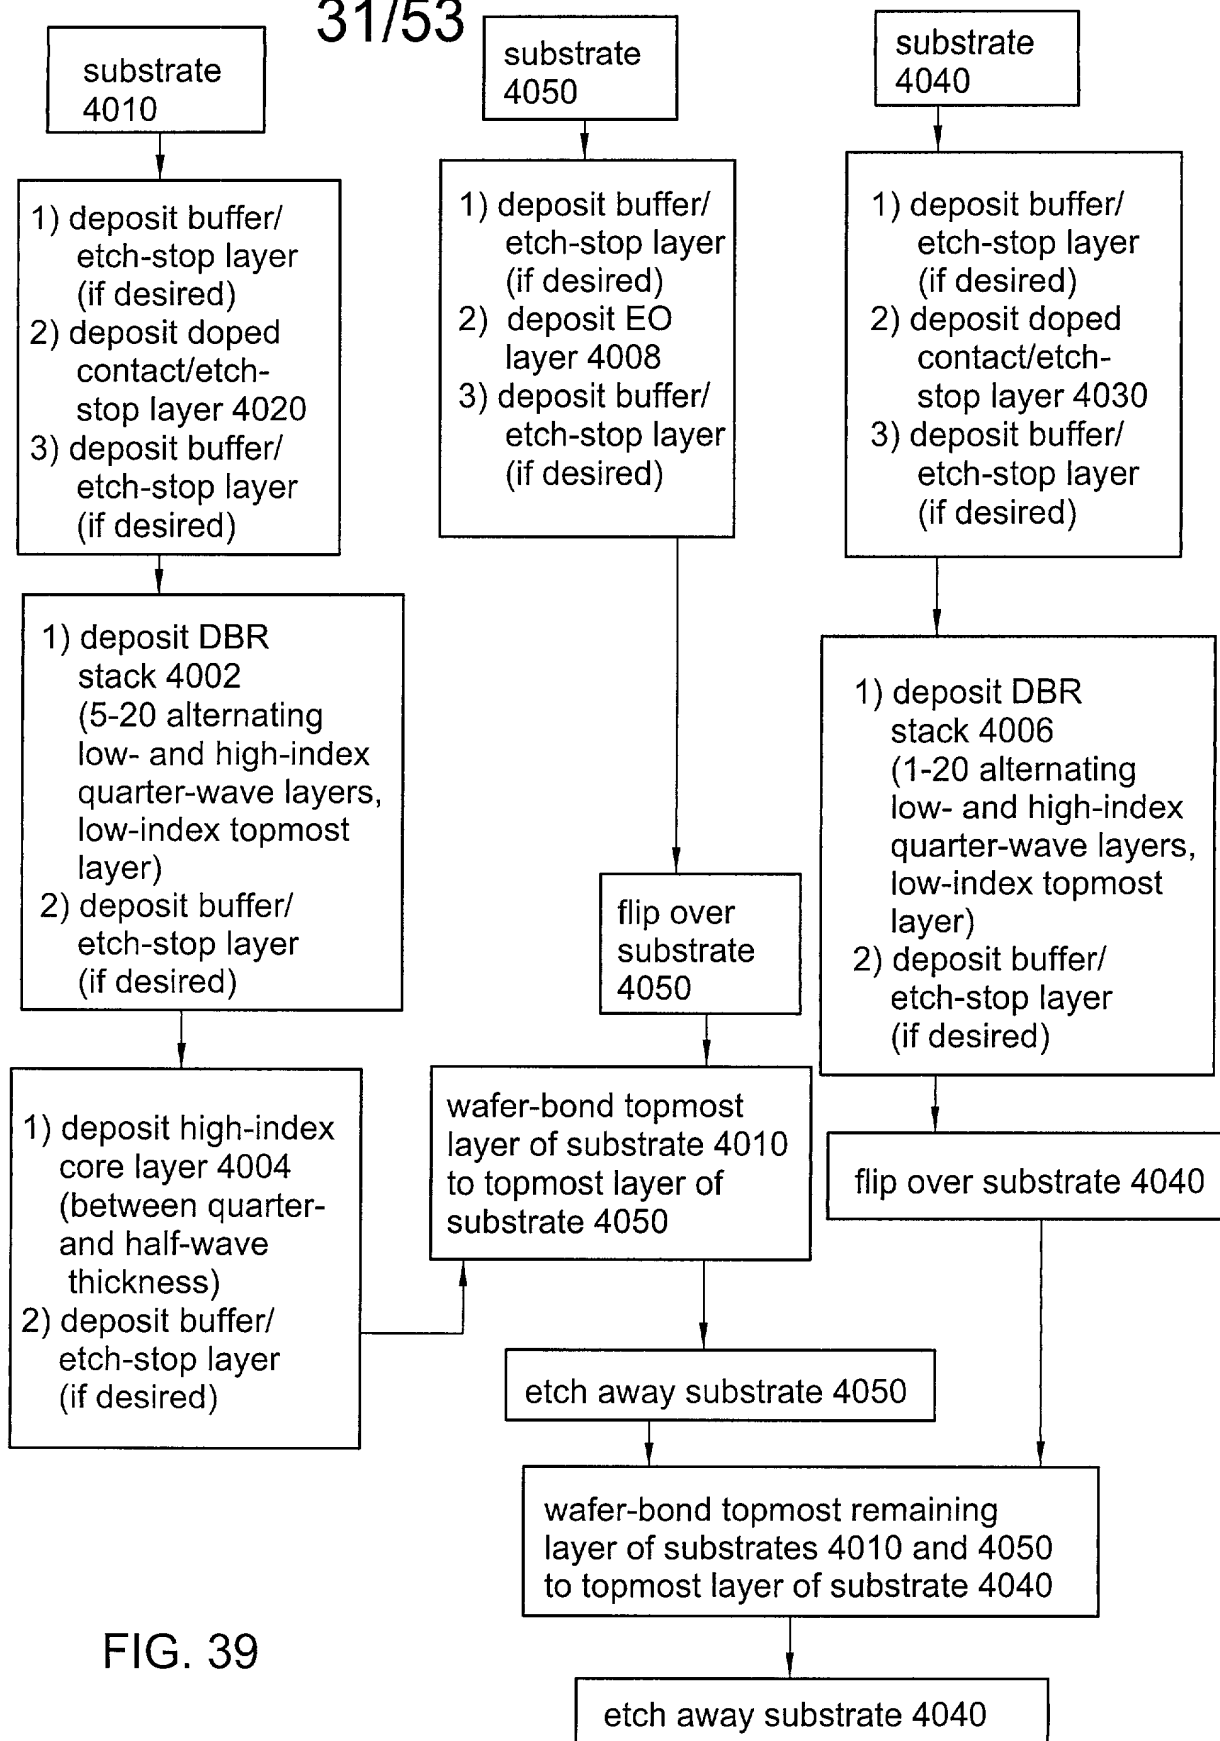 31/53
substrate
4010
substrate
4050
substrate
4040
1) deposit buffer/
etch-stop layer
(if desired)
2) deposit doped
contact/etch-
stop layer 4020
3) deposit buffer/
etch-stop layer
(if desired)
1) deposit buffer/
etch-stop layer
(if desired)
2) deposit EO
layer 4008
3) deposit buffer/
etch-stop layer
(if desired)
1) deposit buffer/
etch-stop layer
(if desired)
2) deposit doped
contact/etch-
stop layer 4030
3) deposit buffer/
etch-stop layer
(if desired)
1) deposit DBR
stack 4002
(5-20 alternating
low- and high-index
quarter-wave layers,
low-index topmost
layer)
2) deposit buffer/
etch-stop layer
(if desired)
1) deposit DBR
stack 4006
(1-20 alternating
low- and high-index
quarter-wave layers,
low-index topmost
layer)
2) deposit buffer/
etch-stop layer
(if desired)
flip over
substrate
4050
1) deposit high-index
core layer 4004
(between quarter-
and half-wave
thickness)
2) deposit buffer/
etch-stop layer
(if desired)
wafer-bond topmost
layer of substrate 4010
to topmost layer of
substrate 4050
flip over substrate 4040
etch away substrate 4050
wafer-bond topmost remaining
layer of substrates 4010 and 4050
to topmost layer of substrate 4040
etch away substrate 4040
FIG. 39